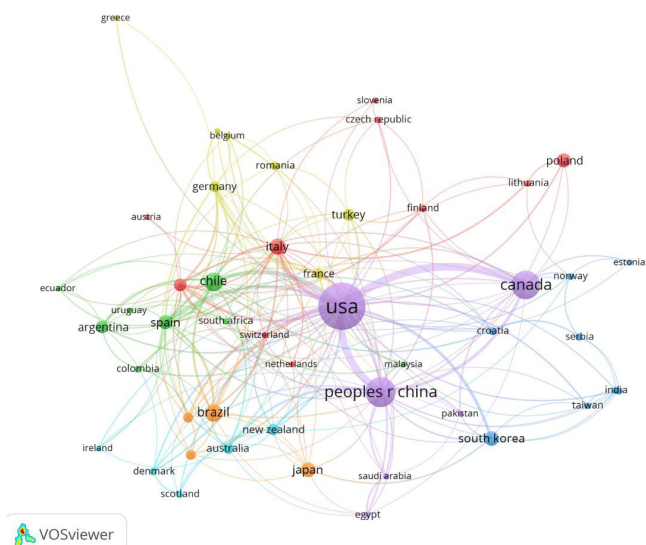 greece
slovenia
czech republic
belgium
romania
poland
lithuania
germany
finland
turkey
austria
italy
estonia
france
norway
chile
canada
ecuador
usa
uruguay
south africa
argentina
spain
croatia
switzerland
serbia
netherlands
malaysia
colombia
peoples r china
india
taiwan
brazil
pakistan
new zealand
south korea
ireland
australia
denmark
japan
saudi arabia
scotland
egypt
VOSviewer